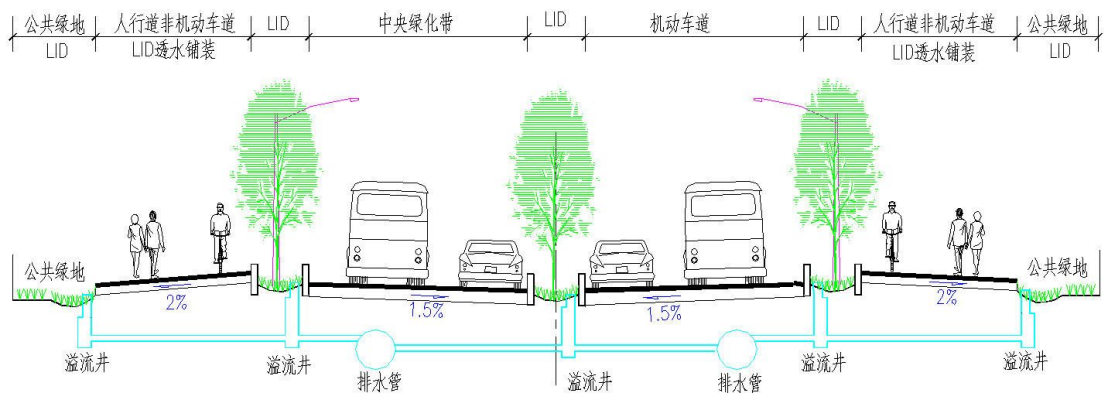 公共绿地 人行道非机动车道 LID 中央绿化带 LID 机动车道 LID 人行道非机动车道 公共绿地
LID LID透水铺装 LID透水铺装 LID
公共绿地 公共绿地
2% 1.5% 1.5% 2%
溢流井 溢流井 排水管 溢流井 排水管 溢流井 溢流井